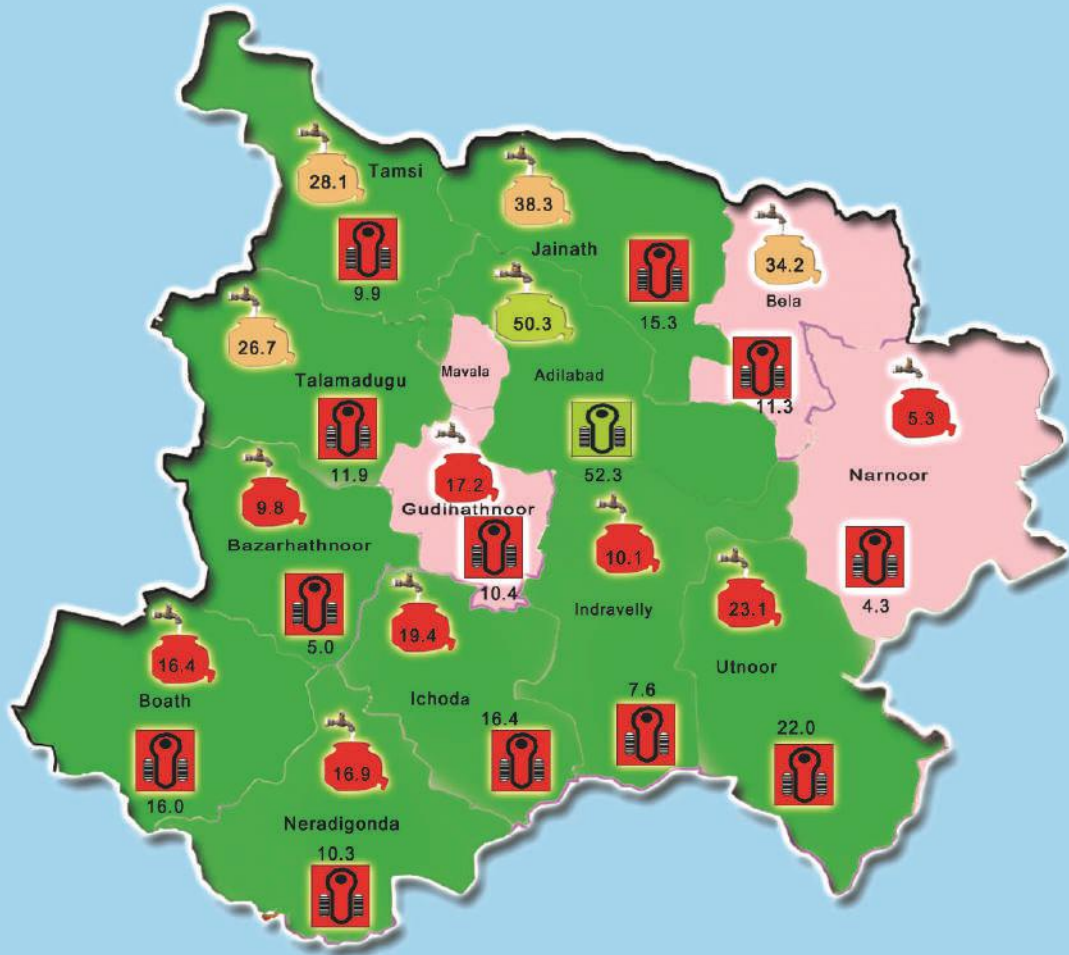 28.1
Tamsi
9.9
38.3
Jainath
15.3
34.2
Bela
11.3
26.7
Talamadugu
11.9
Mavala
50.3
Adilabad
52.3
5.3
Narnoor
4.3
9.8
Bazarhathnoor
5.0
17.2
Gudihathnoor
10.4
10.1
Indravelly
7.6
23.1
Utnoor
22.0
16.4
Boath
16.0
19.4
Ichoda
16.4
16.9
Neradigonda
10.3